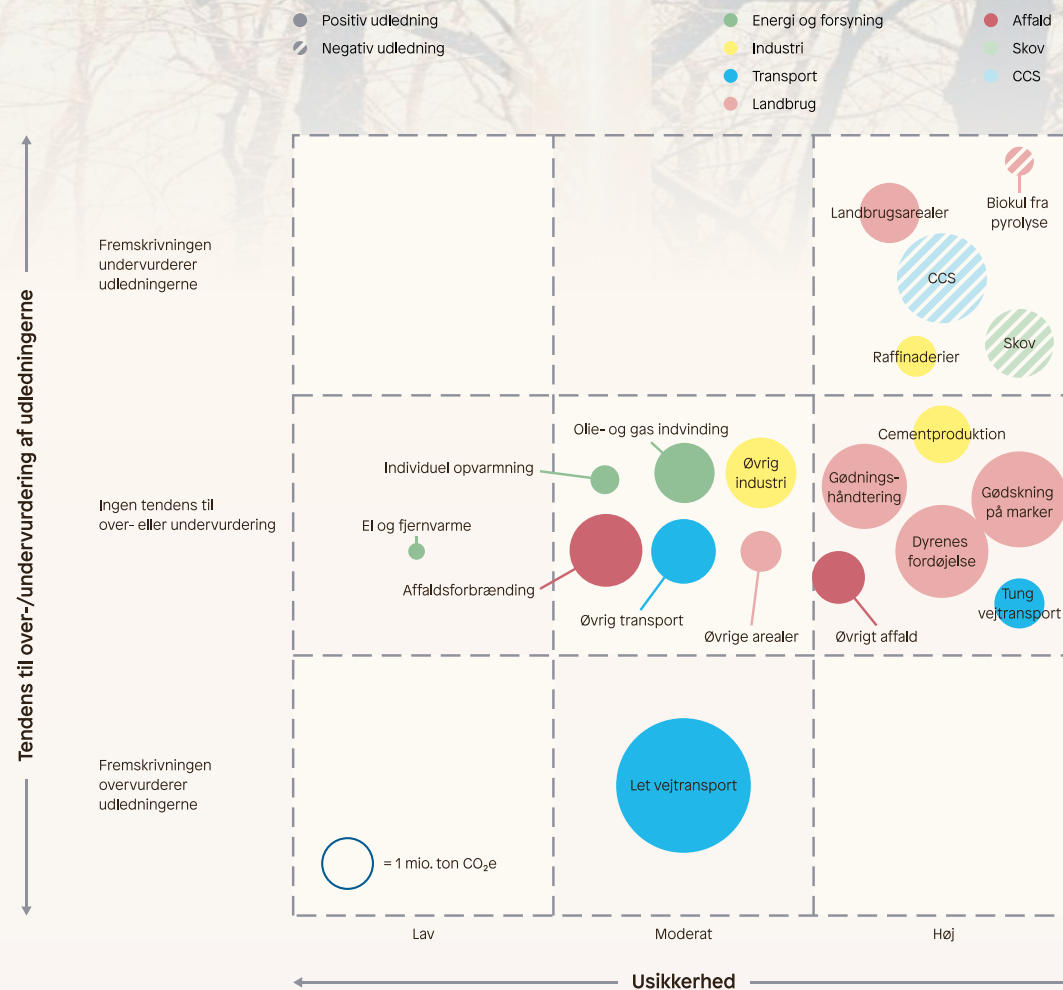 Positiv udledning
Negativ udledning
Energi og forsyning
Industri
Transport
Landbrug
Affald
Skov
CCS
Tendens til over-/undervurdering af udledningerne
Fremskrivningen
undervurderer
udledningerne
Landbrugsarealer
Biokul fra
pyrolyse
CCS
Skov
Raffinaderier
Ingen tendens til
over- eller undervurdering
Olie- og gas indvinding
Individuel opvarmning
Øvrig
industri
El og fjernvarme
Affaldsforbrænding
Øvrig transport
Øvrige arealer
Cementproduktion
Gødnings-
håndtering
Gødskning
på marker
Dyrenes
fordøjelse
Tung
vejtransport
Øvrigt affald
Fremskrivningen
overvurderer
udledningerne
Let vejtransport
= 1 mio. ton CO₂e
Lav
Moderat
Høj
Usikkerhed